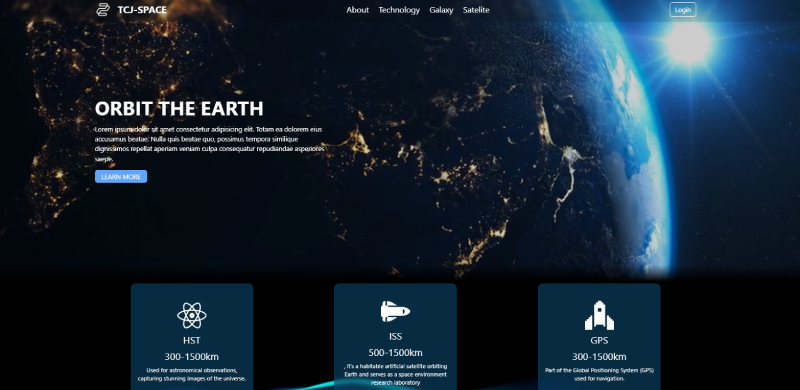 TCJ-SPACE
About Technology Galaxy Satelite
Login
ORBIT THE EARTH
Lorem ipsum dolor sit amet consectetur adipisicing elit. Totam ea dolorem eius
accusamus beatae. Nulla quis beatae quo, possimus tempora similique
dignissimos repellat aperiam veniam culpa consequatur repudiandae asperiores
saepe.
LEARN MORE
HST
300-1500km
Used for astronomical observations,
capturing stunning images of the universe.
ISS
500-1500km
, it's a habitable artificial satellite orbiting
Earth and serves as a space environment
research laboratory
GPS
300-1500km
Part of the Global Positioning System (GPS)
used for navigation.